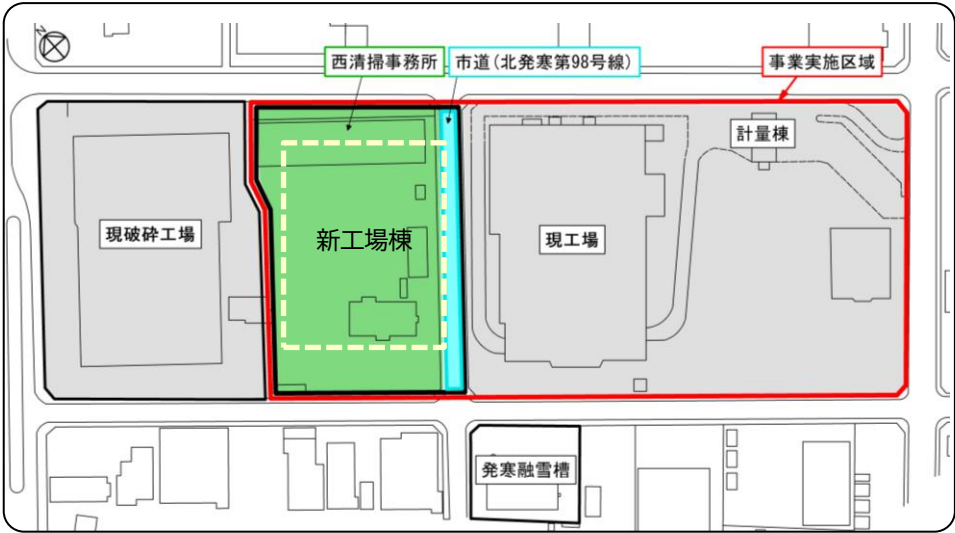 N
西清掃事務所
市道(北発寒第98号線)
事業実施区域
計量棟
現破砕工場
新工場棟
現工場
発寒融雪槽